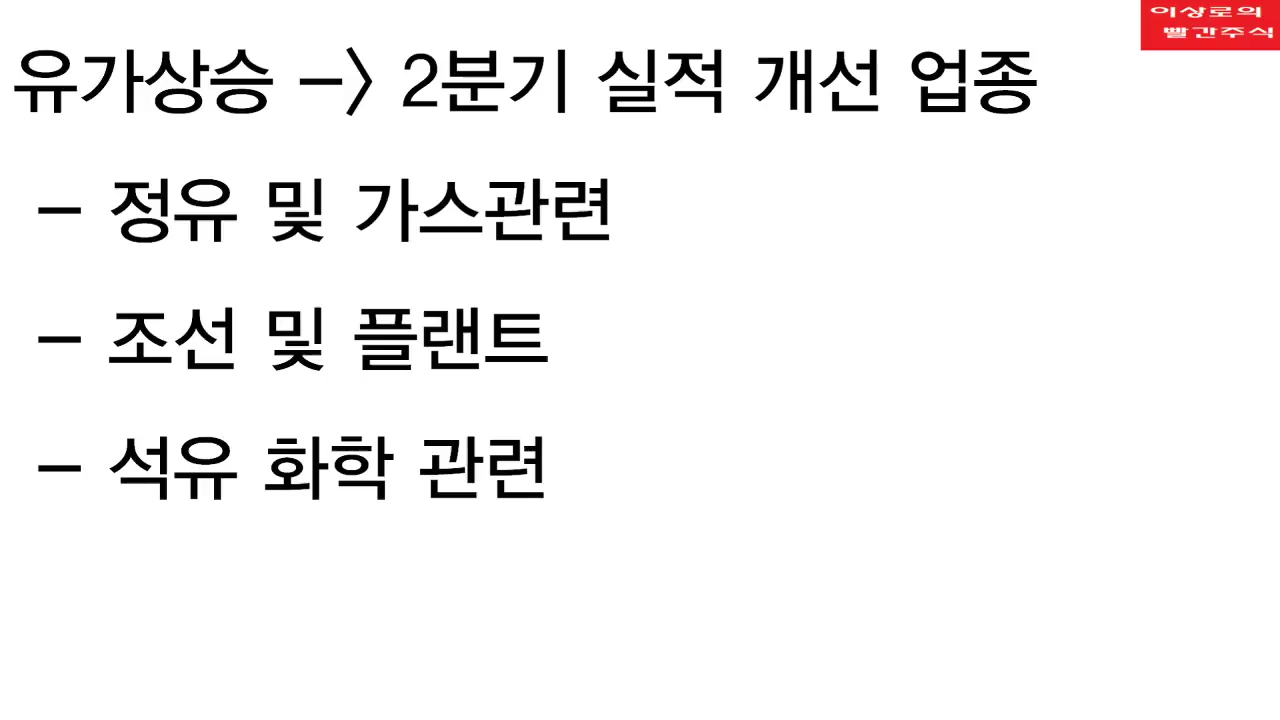 이상로의
빨간주식
유가상승 –> 2분기 실적 개선 업종
– 정유 및 가스관련
– 조선 및 플랜트
– 석유 화학 관련